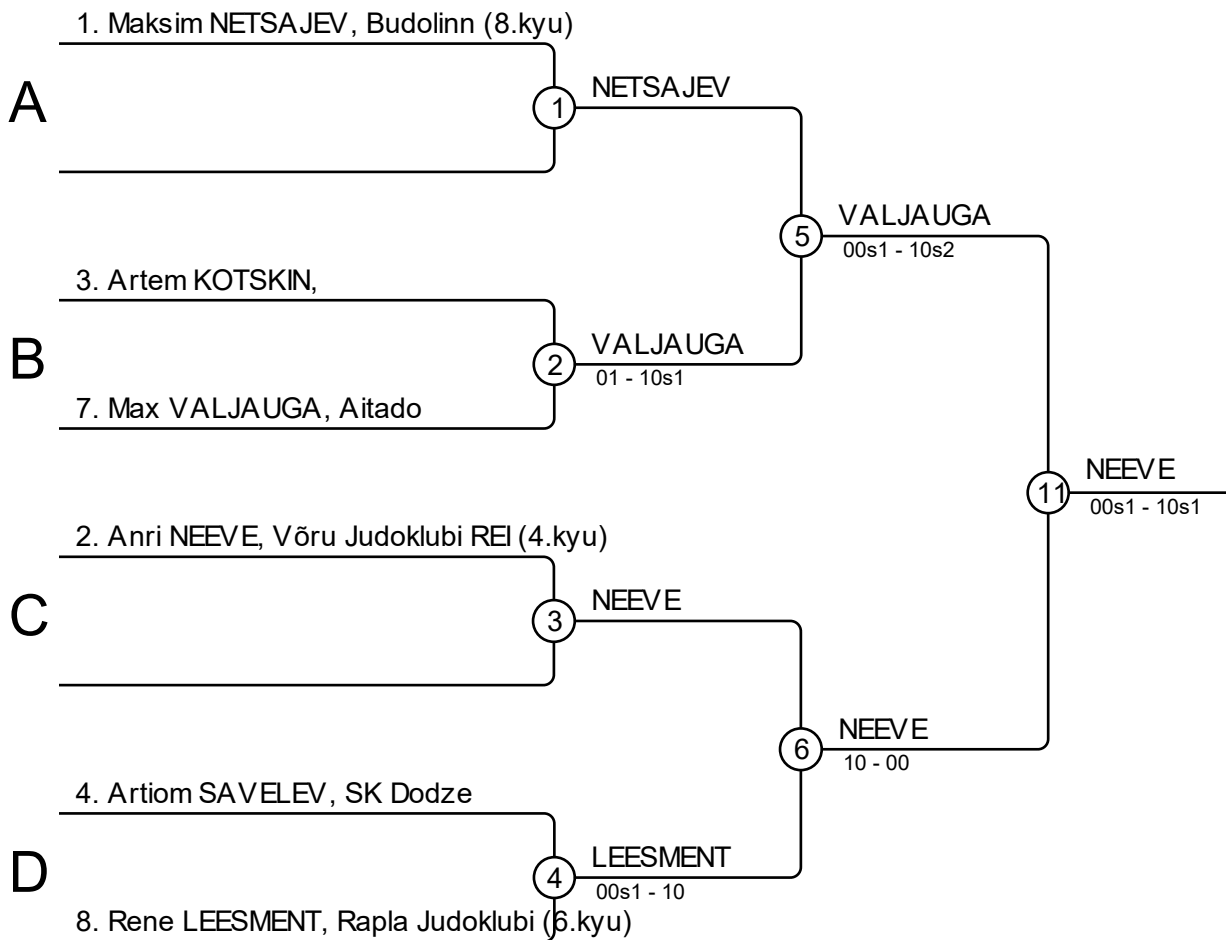 1. Maksim NETSAJEV, Budolinn (8.kyu)
A
1
NETSAJEV
5
VALJAUGA
00s1 - 10s2
3. Artem KOTSKIN,
B
2
VALJAUGA
01 - 10s1
7. Max VALJAUGA, Aitado
11
NEEVE
00s1 - 10s1
2. Anri NEEVE, Võru Judoklubi REI (4.kyu)
C
3
NEEVE
6
NEEVE
10 - 00
4. Artiom SAVELEV, SK Dodze
D
4
LEESMENT
00s1 - 10
8. Rene LEESMENT, Rapla Judoklubi (6.kyu)